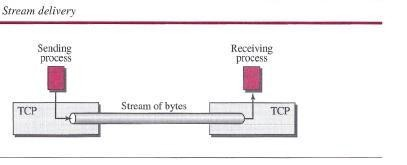 Stream delivery
Sending
process
Receiving
process
TCP
Stream of bytes
TCP